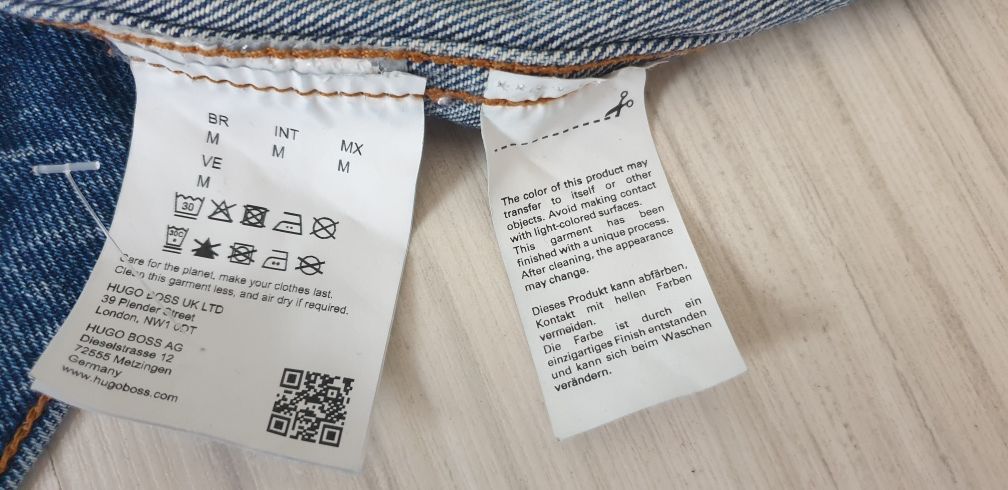 BR INT MX
M M M
VE
M
30
30C
Care for the planet, make your clothes last.
Clean this garment less, and air dry if required.
HUGO BOSS UK LTD
39 Plender Street
London, NW1 0DT
HUGO BOSS AG
Dieselstrasse 12
72555 Metzingen
Germany
www.hugoboss.com
The color of this product may
transfer to itself or other
objects. Avoid making contact
with light-colored surfaces.
This garment has been
finished with a unique process.
After cleaning, the appearance
may change.
Dieses Produkt kann abfärben,
Kontakt mit hellen Farben
vermeiden.
Die Farbe ist durch ein
einzigartiges Finish entstanden
und kann sich beim Waschen
verändern.